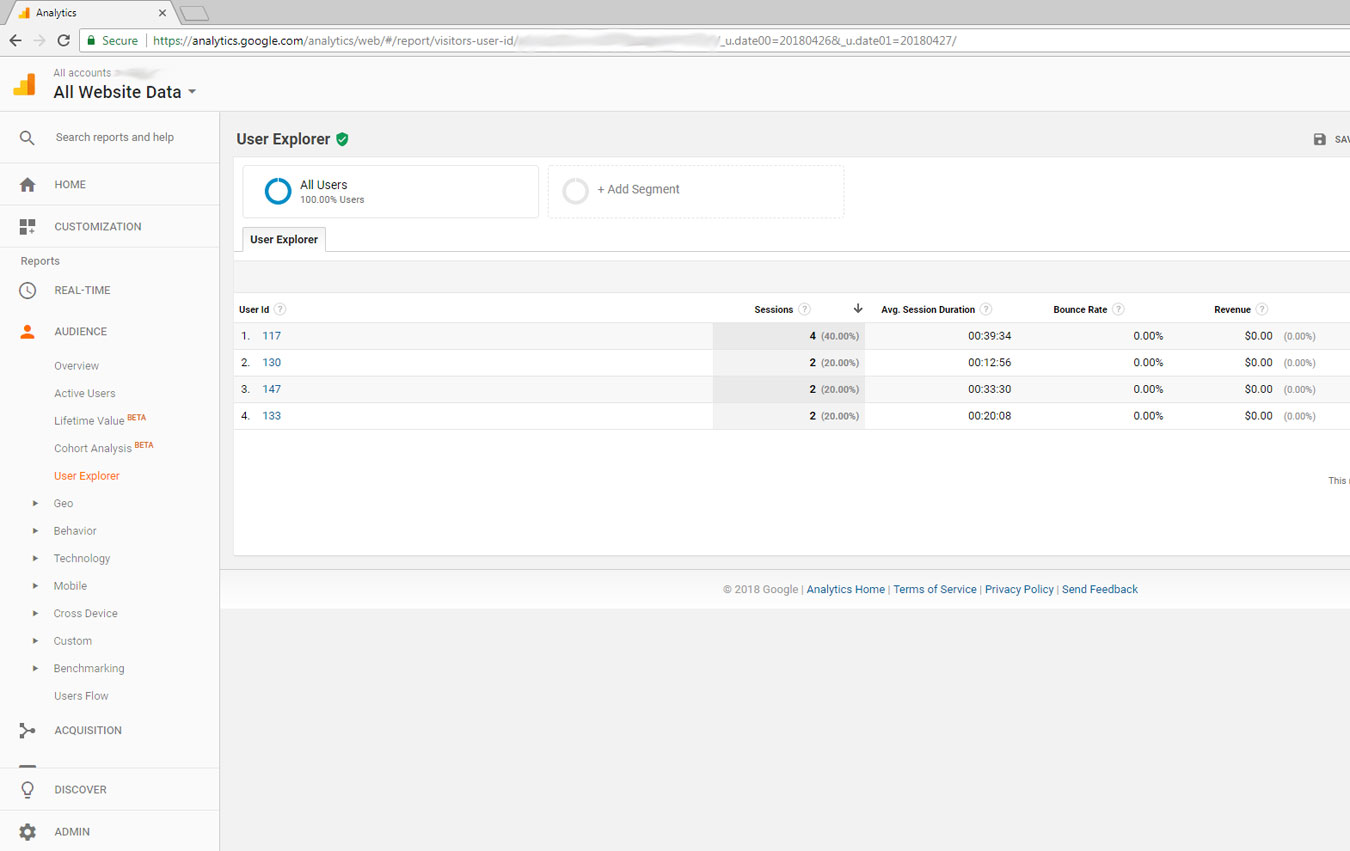 Analytics
Secure https://analytics.google.com/analytics/web/#/report/visitors-user-id/ /_u.date00=20180426&_u.date01=20180427/
All accounts
All Website Data
Search reports and help
HOME
CUSTOMIZATION
Reports
REAL-TIME
AUDIENCE
Overview
Active Users
Lifetime Value BETA
Cohort Analysis BETA
User Explorer
Geo
Behavior
Technology
Mobile
Cross Device
Custom
Benchmarking
Users Flow
ACQUISITION
DISCOVER
ADMIN
User Explorer
SAV
All Users
100.00% Users
+ Add Segment
User Explorer
User Id ? Sessions ? Avg. Session Duration ? Bounce Rate ? Revenue ?
1. 117 4 (40.00%) 00:39:34 0.00% $0.00 (0.00%)
2. 130 2 (20.00%) 00:12:56 0.00% $0.00 (0.00%)
3. 147 2 (20.00%) 00:33:30 0.00% $0.00 (0.00%)
4. 133 2 (20.00%) 00:20:08 0.00% $0.00 (0.00%)
This
© 2018 Google | Analytics Home | Terms of Service | Privacy Policy | Send Feedback